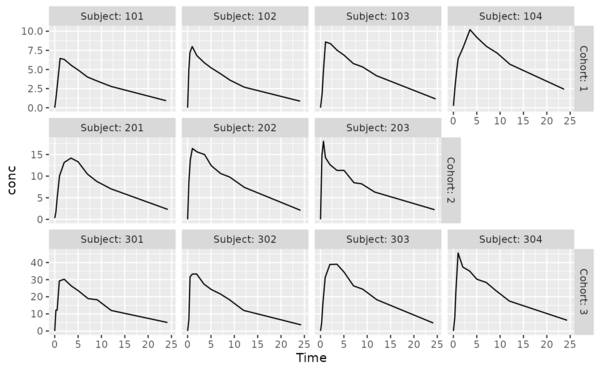 Subject: 101 Subject: 102 Subject: 103 Subject: 104
10.0
7.5
5.0
2.5
0.0
Cohort: 1
0 5 10 15 20 25
Subject: 201 Subject: 202 Subject: 203
15
10
5
0
Cohort: 2
Subject: 301 Subject: 302 Subject: 303 Subject: 304
40
30
20
10
0
Cohort: 3
0 5 10 15 20 25 0 5 10 15 20 25 0 5 10 15 20 25 0 5 10 15 20 25
Time
conc